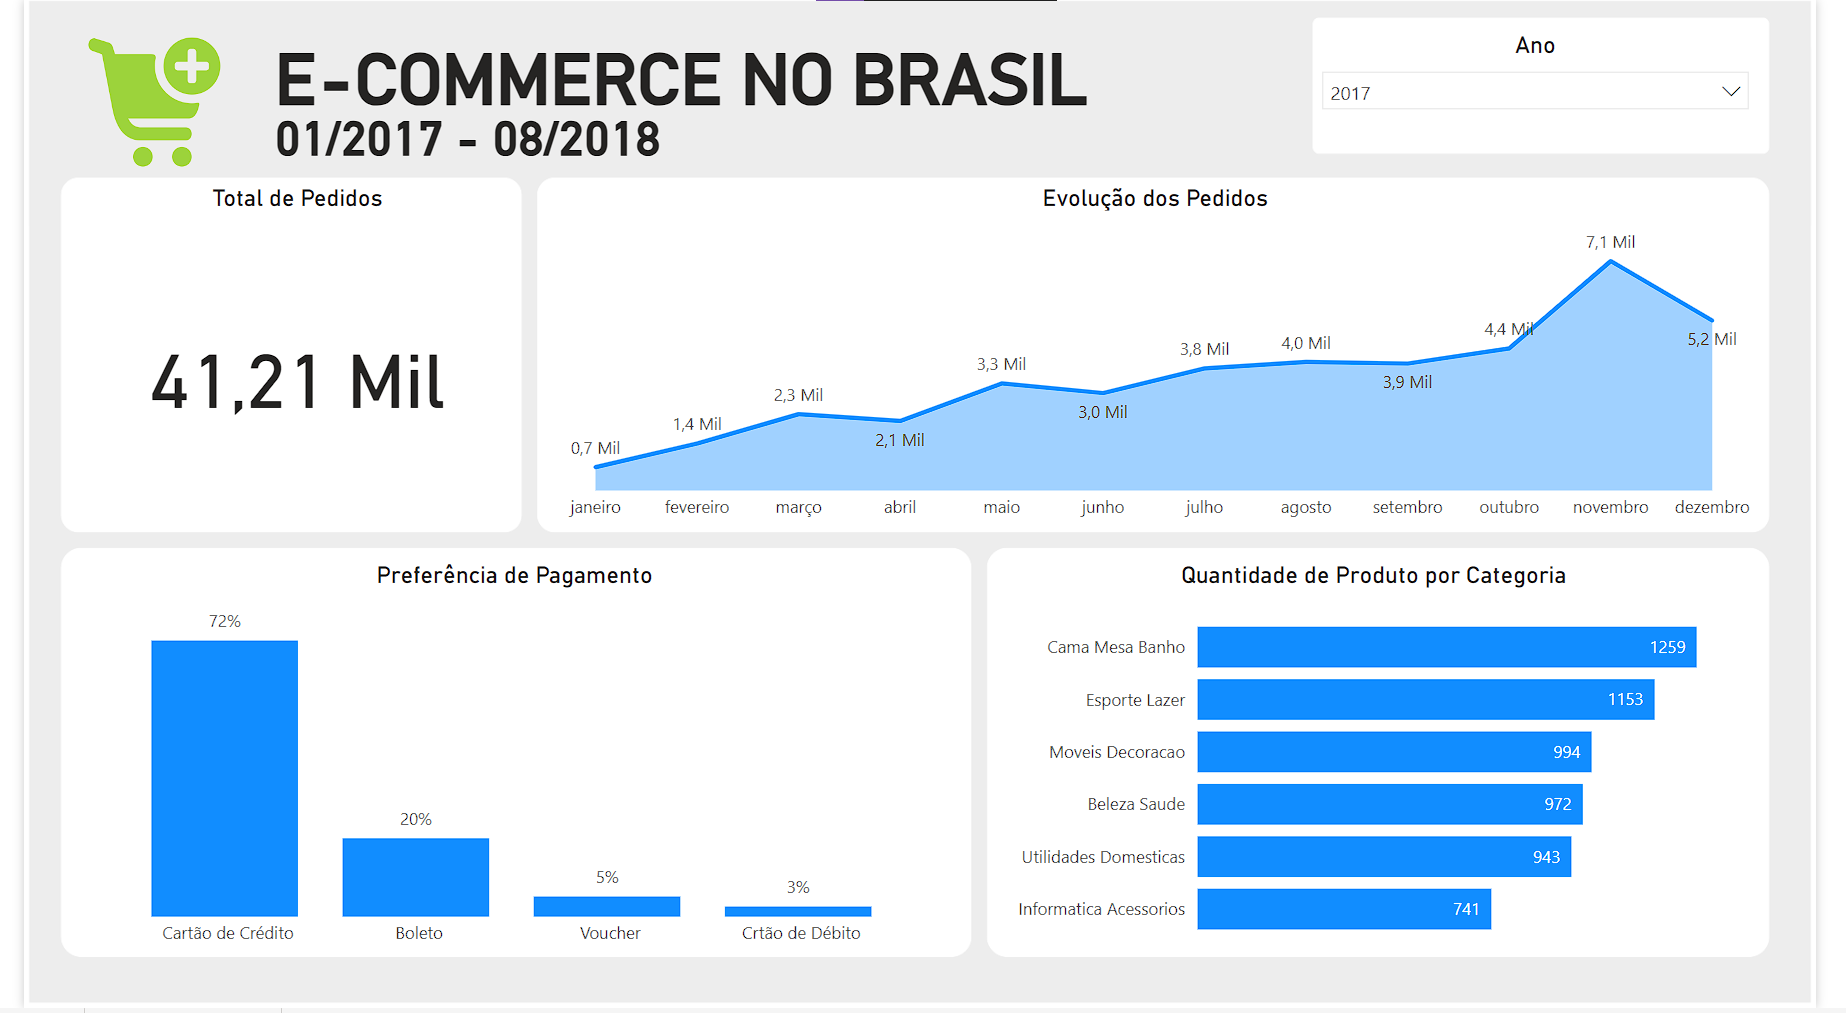 E-COMMERCE NO BRASIL
01/2017 - 08/2018
Ano
2017
Total de Pedidos
41,21 Mil
Evolução dos Pedidos
0,7 Mil
1,4 Mil
2,3 Mil
2,1 Mil
3,3 Mil
3,0 Mil
3,8 Mil
4,0 Mil
3,9 Mil
4,4 Mil
7,1 Mil
5,2 Mil
janeiro fevereiro março abril maio junho julho agosto setembro outubro novembro dezembro
Preferência de Pagamento
72%
20%
5%
3%
Cartão de Crédito Boleto Voucher Crtão de Débito
Quantidade de Produto por Categoria
Cama Mesa Banho 1259
Esporte Lazer 1153
Moveis Decoracao 994
Beleza Saude 972
Utilidades Domesticas 943
Informatica Acessorios 741